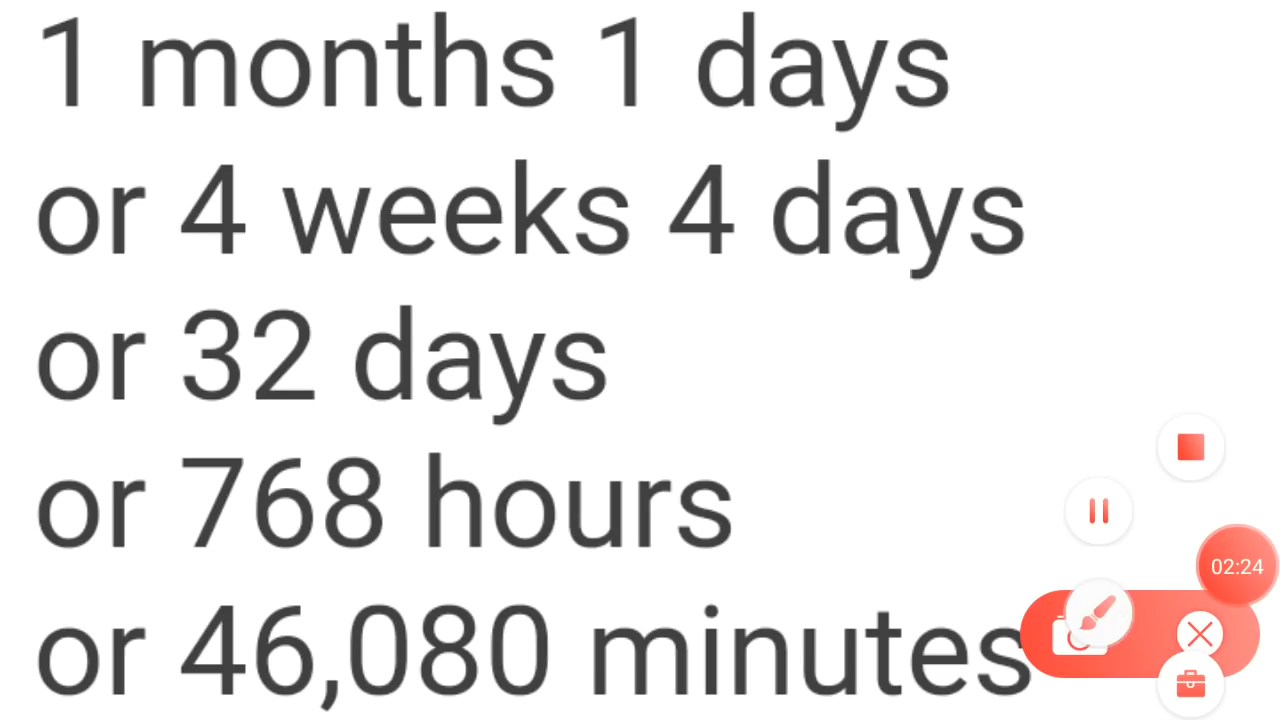 1 months 1 days
or 4 weeks 4 days
or 32 days
or 768 hours
or 46,080 minutes
02:24